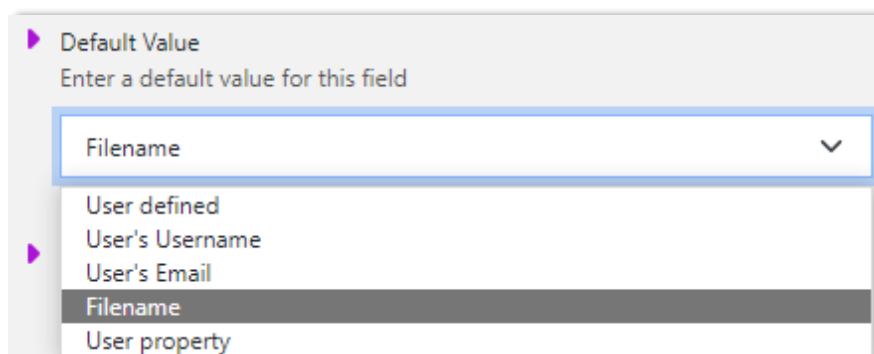 Default Value
Enter a default value for this field
Filename
User defined
User's Username
User's Email
Filename
User property